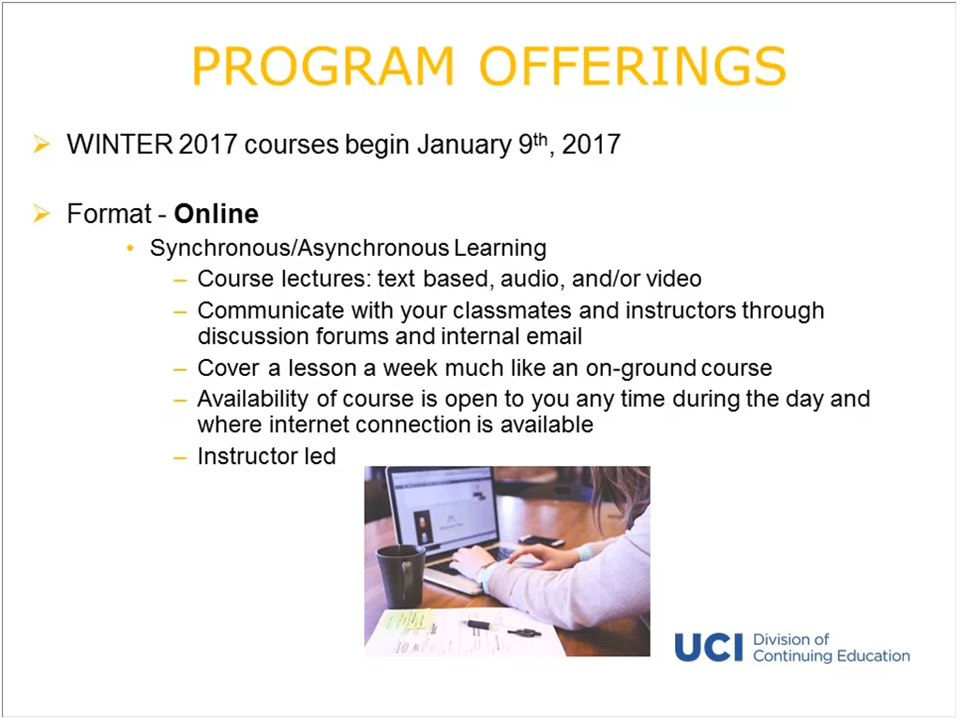 PROGRAM OFFERINGS
WINTER 2017 courses begin January 9th, 2017
Format - Online
Synchronous/Asynchronous Learning
– Course lectures: text based, audio, and/or video
– Communicate with your classmates and instructors through
discussion forums and internal email
– Cover a lesson a week much like an on-ground course
– Availability of course is open to you any time during the day and
where internet connection is available
– Instructor led
UCI Division of
Continuing Education